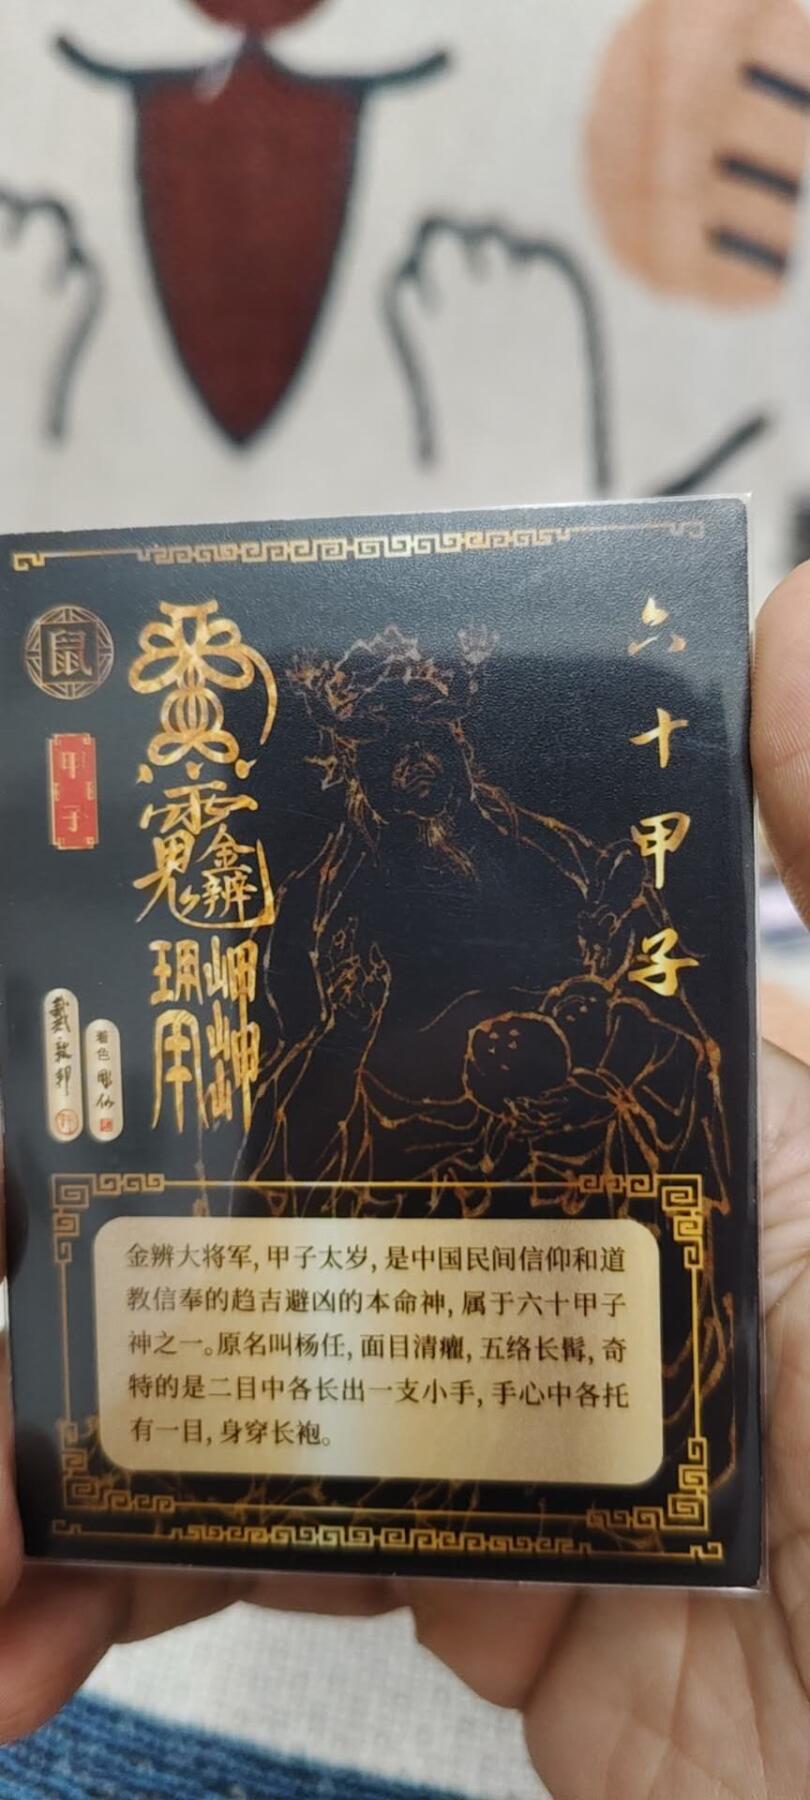 六十甲子
鼠
甲子
金辨
戴敦邦
着色
金辨大将军,甲子太岁,是中国民间信仰和道
教信奉的趋吉避凶的本命神,属于六十甲子
神之一。原名叫杨任,面目清癯,五络长髯,奇
特的是二目中各长出一支小手,手心中各托
有一目,身穿长袍。